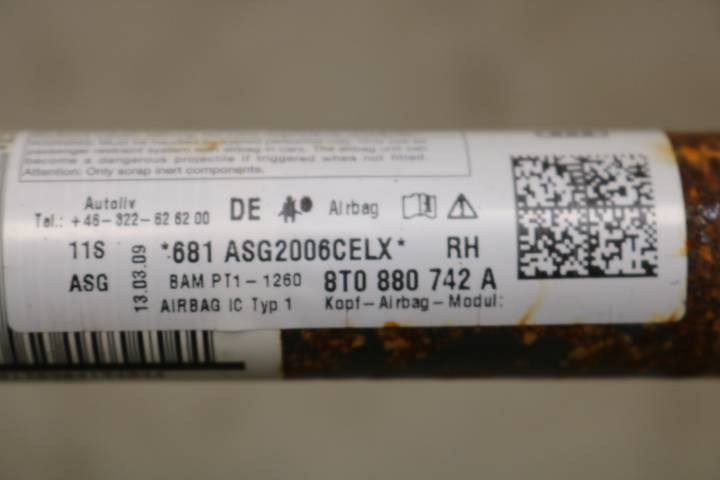 passenger restraint system or airbag in cars. The airbag unit can
become a dangerous projectile if triggered when not fitted.
Attention: Only scrap inert components.
Autoliv
Tel.: +46-322-62 62 00 DE Airbag
11S *681 ASG2006CELX* RH
ASG 13.03.09 BAM PT1-1260 8T0 880 742 A
AIRBAG IC Typ 1 Kopf-Airbag-Modul: